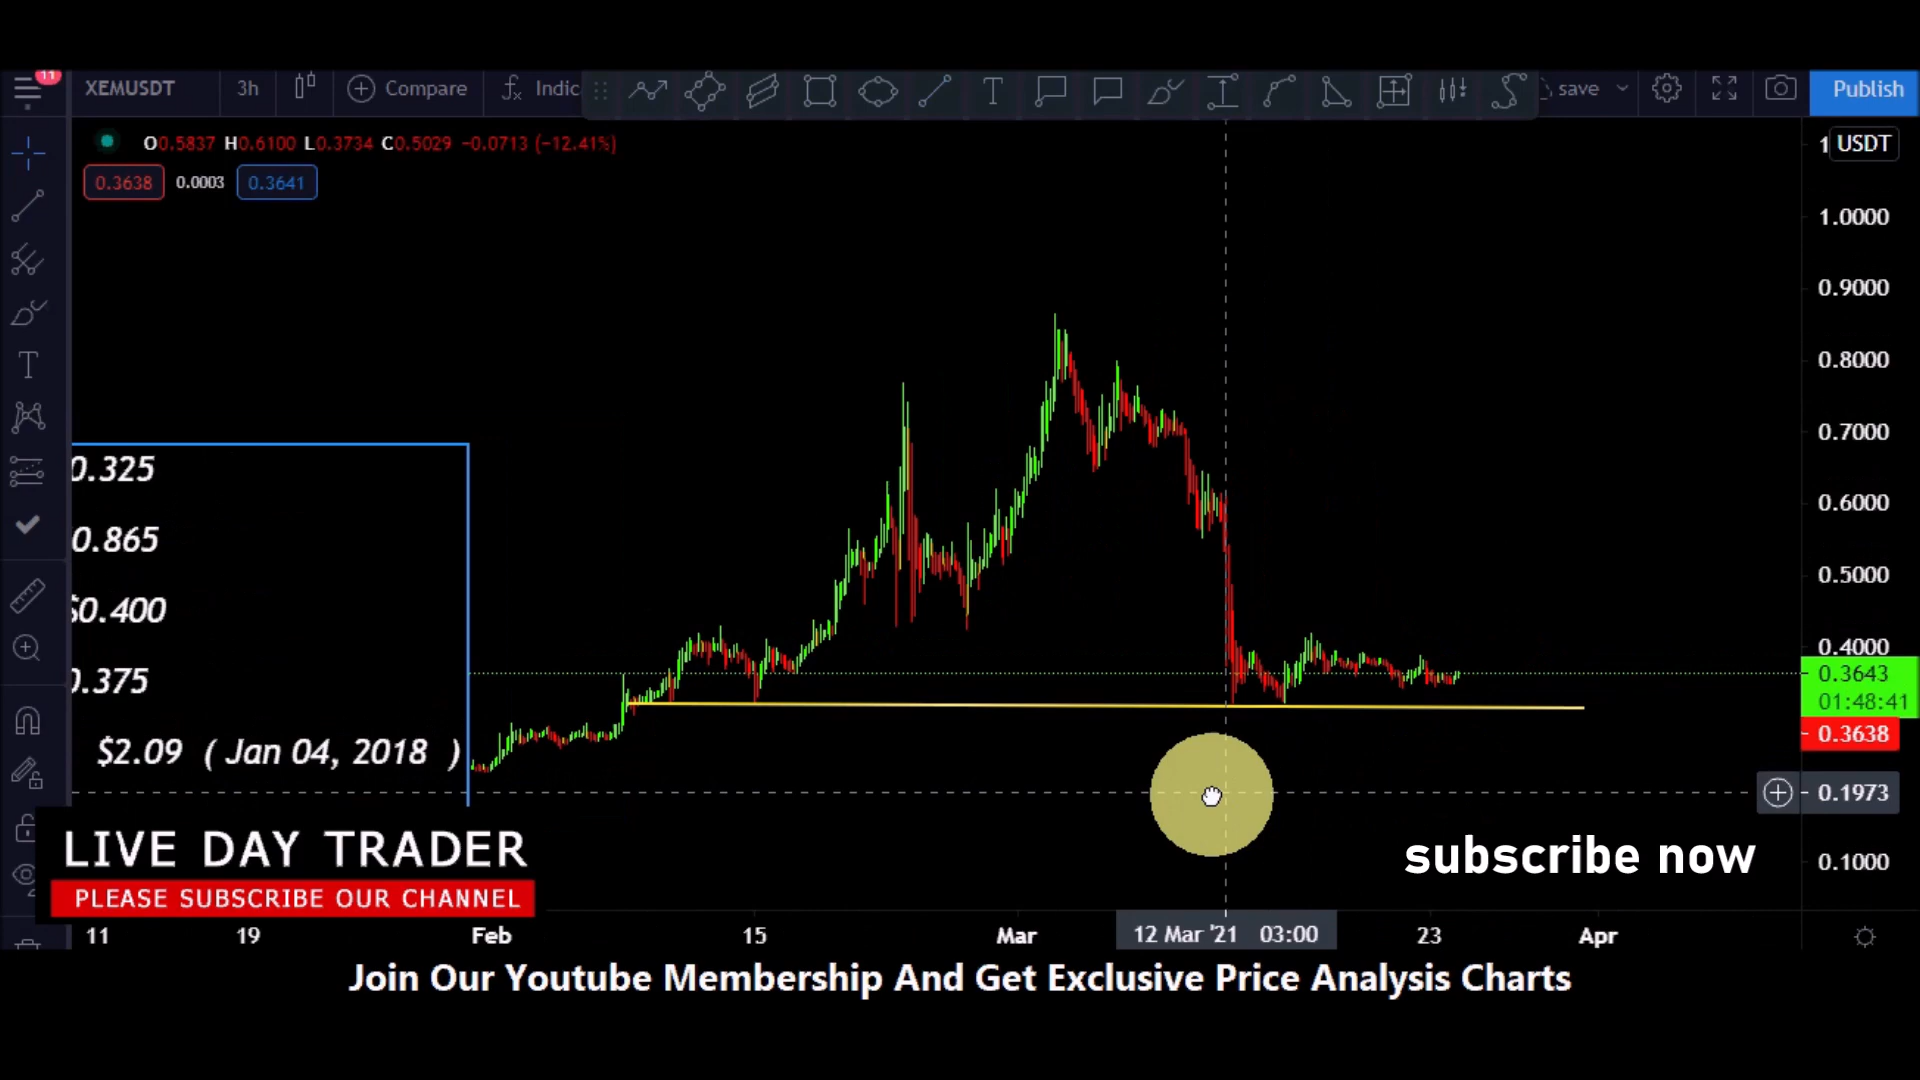 11
XEMUSDT 3h Compare Indic T save Publish
O0.5837 H0.6100 L0.3734 C0.5029 -0.0713 (-12.41%)
1 USDT
0.3638 0.0003 0.3641
1.0000
0.9000
0.8000
0.7000
0.6000
0.5000
0.4000
0.3643
01:48:41
0.3638
0.1973
0.1000
0.325
0.865
$0.400
0.375
$2.09 ( Jan 04, 2018 )
LIVE DAY TRADER
PLEASE SUBSCRIBE OUR CHANNEL
subscribe now
11 19 Feb 15 Mar 12 Mar '21 03:00 23 Apr
Join Our Youtube Membership And Get Exclusive Price Analysis Charts